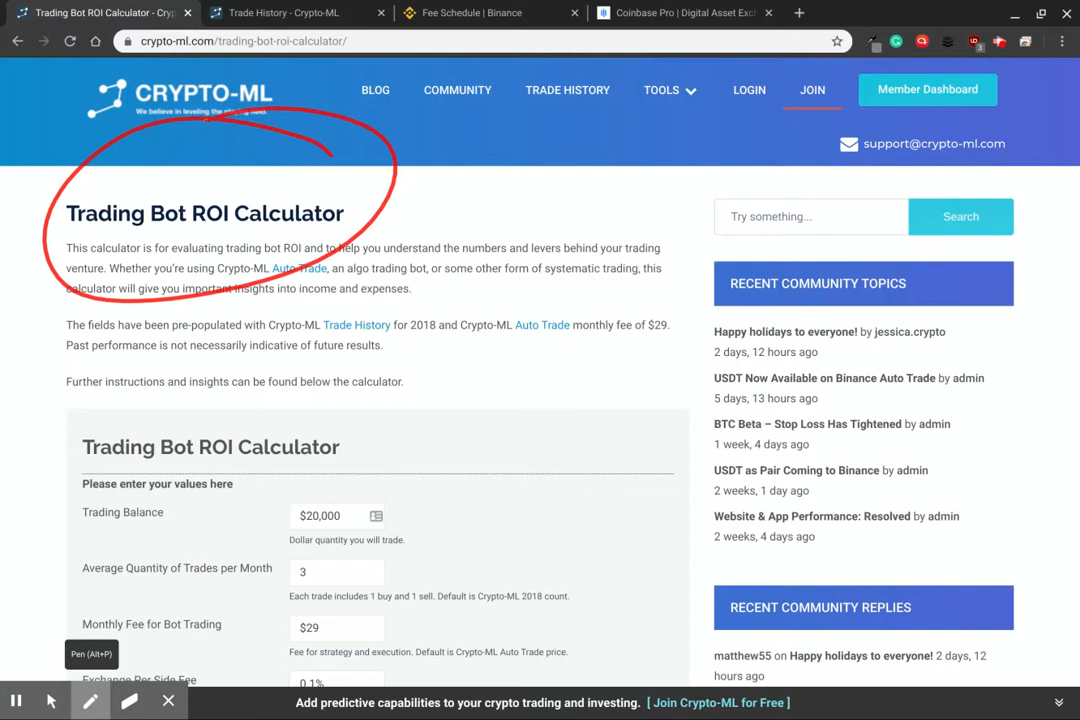 Trading Bot ROI Calculator - Cryp
Trade History - Crypto-ML
Fee Schedule | Binance
Coinbase Pro | Digital Asset Exch
crypto-ml.com/trading-bot-roi-calculator/
CRYPTO-ML
We believe in leveling the playing field.
BLOG
COMMUNITY
TRADE HISTORY
TOOLS
LOGIN
JOIN
Member Dashboard
support@crypto-ml.com
Trading Bot ROI Calculator
This calculator is for evaluating trading bot ROI and to help you understand the numbers and levers behind your trading
venture. Whether you're using Crypto-ML Auto Trade, an algo trading bot, or some other form of systematic trading, this
calculator will give you important insights into income and expenses.
The fields have been pre-populated with Crypto-ML Trade History for 2018 and Crypto-ML Auto Trade monthly fee of $29.
Past performance is not necessarily indicative of future results.
Further instructions and insights can be found below the calculator.
Trading Bot ROI Calculator
Please enter your values here
Trading Balance
$20,000
Dollar quantity you will trade.
Average Quantity of Trades per Month
3
Each trade includes 1 buy and 1 sell. Default is Crypto-ML 2018 count.
Monthly Fee for Bot Trading
$29
Fee for strategy and execution. Default is Crypto-ML Auto Trade price.
Exchange Per Side Fee
0.1%
Pen (Alt+P)
Try something...
Search
RECENT COMMUNITY TOPICS
Happy holidays to everyone! by jessica.crypto
2 days, 12 hours ago
USDT Now Available on Binance Auto Trade by admin
5 days, 13 hours ago
BTC Beta – Stop Loss Has Tightened by admin
1 week, 4 days ago
USDT as Pair Coming to Binance by admin
2 weeks, 1 day ago
Website & App Performance: Resolved by admin
2 weeks, 4 days ago
RECENT COMMUNITY REPLIES
matthew55 on Happy holidays to everyone! 2 days, 12
hours ago
Add predictive capabilities to your crypto trading and investing. [ Join Crypto-ML for Free ]